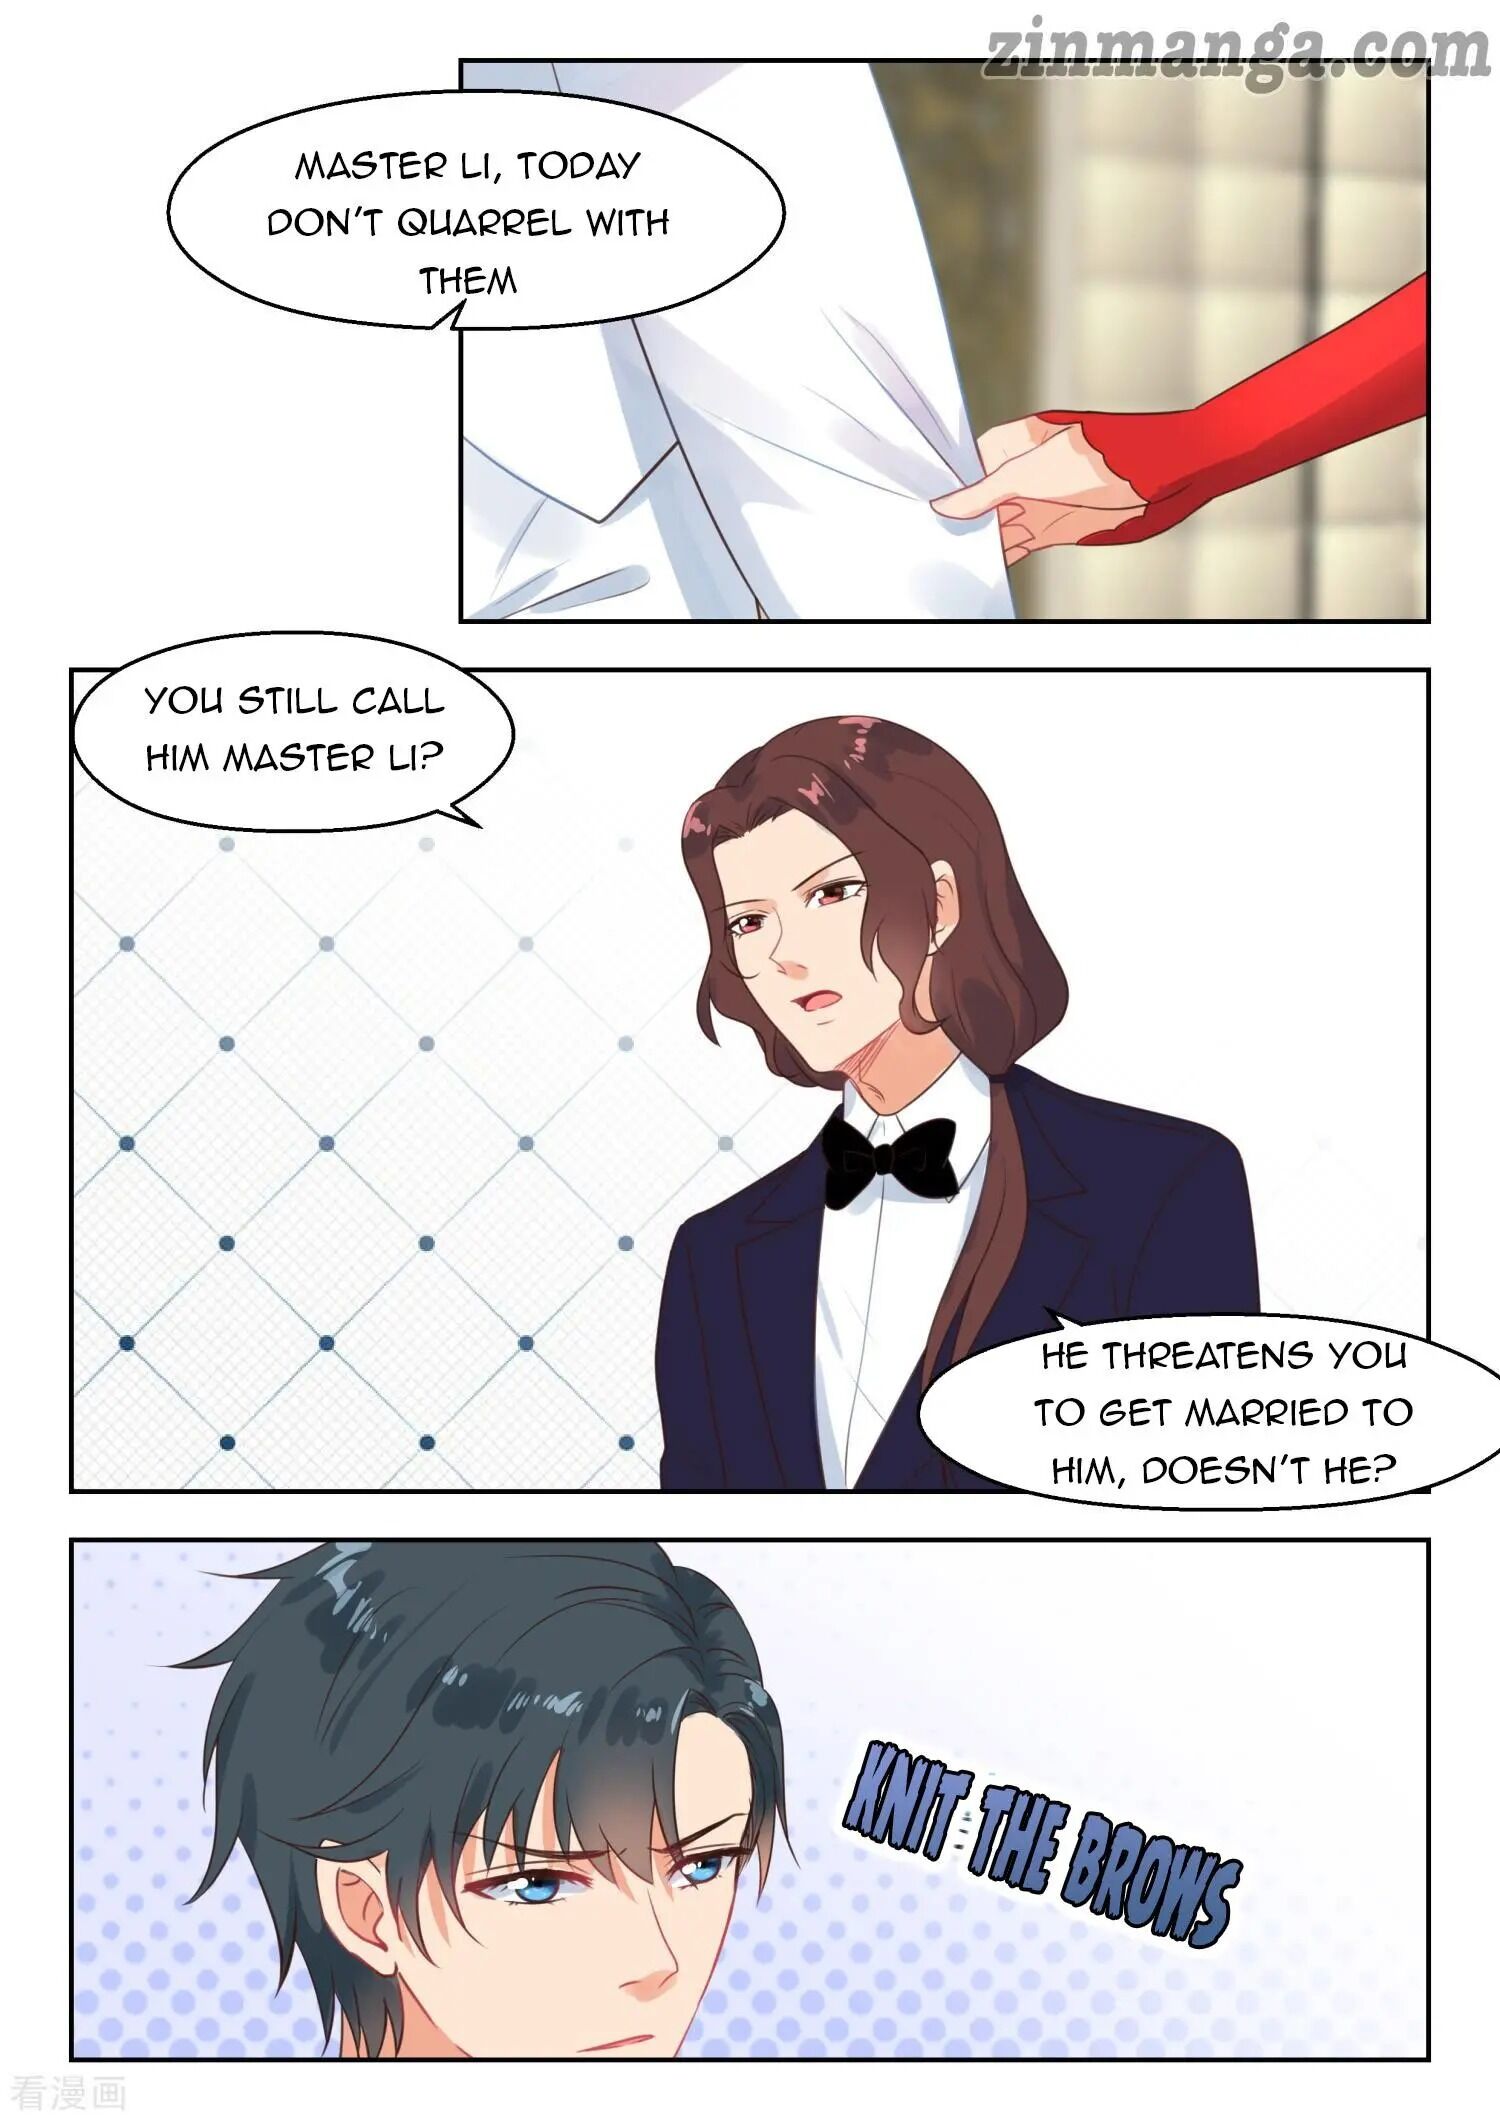 zinmanga.com
MASTER LI, TODAY
DON'T QUARREL WITH
THEM
YOU STILL CALL
HIM MASTER LI?
HE THREATENS YOU
TO GET MARRIED TO
HIM, DOESN'T HE?
KNIT THE BROWS
看漫画